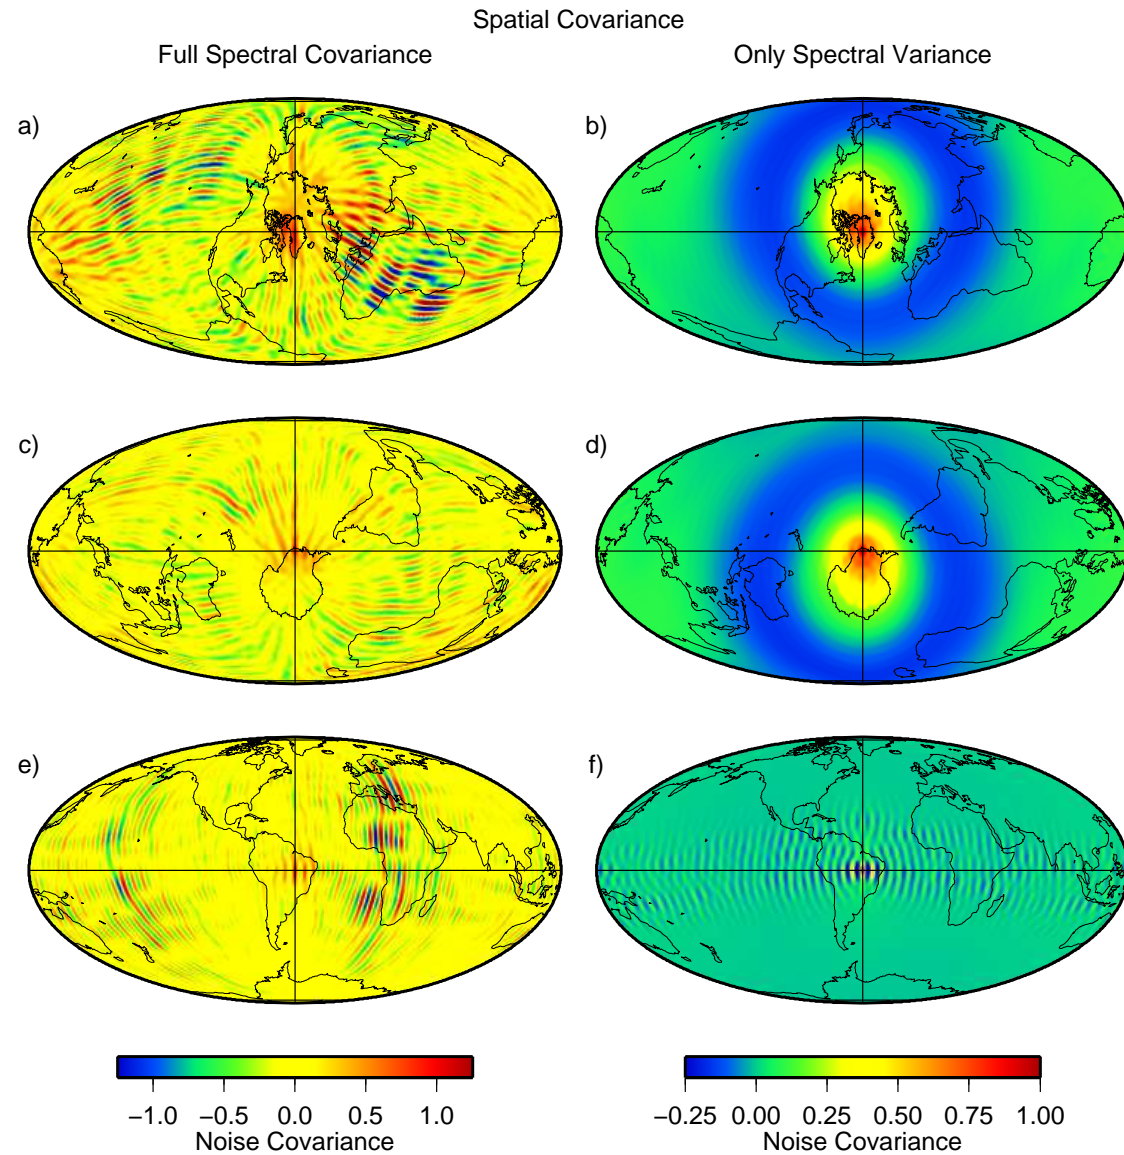 Spatial Covariance
Full Spectral Covariance
Only Spectral Variance
a)
b)
c)
d)
e)
f)
−1.0 −0.5 0.0 0.5 1.0
Noise Covariance
−0.25 0.00 0.25 0.50 0.75 1.00
Noise Covariance